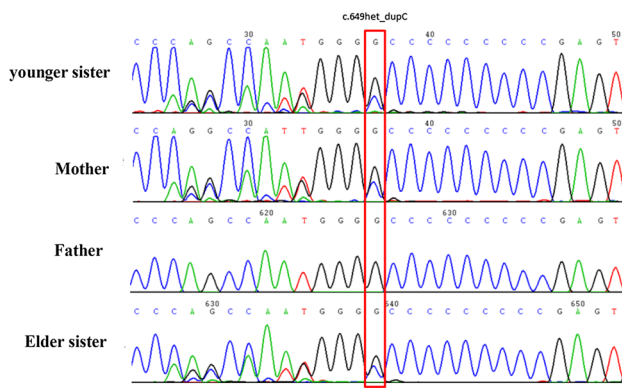 c.649het_dupC
30 40 50
C C C A G C C A A T G G G G C C C C C C C C C G A G T
younger sister
30 40 50
C C A G G C C A T T G G G G C C C C C C C C C G A G T
Mother
620 630
C C C A G C C A A T G G G G C C C C C C C C C G A G T
Father
630 640 650
C C C A G C C A A T G G G G C C C C C C C C C G A G T
Elder sister